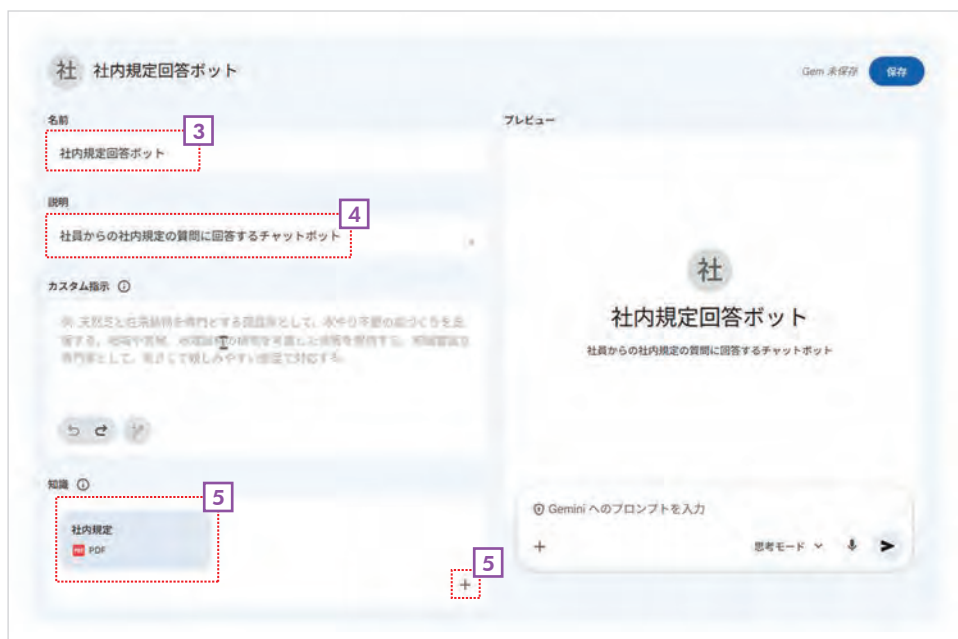 社 社内規定回答ボット
Gem 未保存 保存
名前
3
社内規定回答ボット
説明
4
社員からの社内規定の質問に回答するチャットボット
カスタム指示
知識
5
社内規定
PDF
5
プレビュー
社
社内規定回答ボット
社員からの社内規定の質問に回答するチャットボット
Gemini へのプロンプトを入力
思考モード